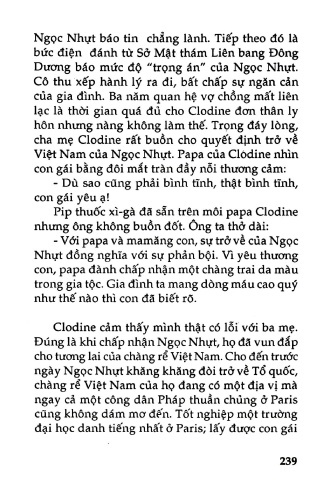 Ngọc Nhựt báo tin chẳng lành. Tiếp theo đó là
bức điện đánh từ Sở Mật thám Liên bang Đông
Dương báo mức độ “trọng án” của Ngọc Nhựt.
Cô thu xếp hành lý ra đi, bất chấp sự ngăn cản
của gia đình. Ba năm quan hệ vợ chồng mất liên
lạc là thời gian quá đủ cho Clodine đơn thân ly
hôn nhưng nàng không làm thế. Trong đáy lòng,
cha mẹ Clodine rất buồn cho quyết định trở về
Việt Nam của Ngọc Nhựt. Papa của Clodine nhìn
con gái bằng đôi mắt tràn đầy nỗi thương cảm:
- Dù sao cũng phải bình tĩnh, thật bình tĩnh,
con gái yêu ạ!
Pip thuốc xì-gà đã sẵn trên môi papa Clodine
nhưng ông không buồn đốt. Ông ta thở dài:
- Với papa và mamăng con, sự trở về của Ngọc
Nhựt đồng nghĩa với sự phản bội. Vì yêu thương
con, papa đành chấp nhận một chàng trai da màu
trong gia tộc. Gia đình ta mang dòng máu cao quý
như thế nào thì con đã biết rõ.
Clodine cảm thấy mình thật có lỗi với ba mẹ.
Đúng là khi chấp nhận Ngọc Nhựt, họ đã vun đắp
cho tương lai của chàng rể Việt Nam. Cho đến trước
ngày Ngọc Nhựt khăng khăng đòi trở về Tổ quốc,
chàng rể Việt Nam của họ đang có một địa vị mà
ngay cả một công dân Pháp thuần chủng ở Paris
cũng không dám mơ đến. Tốt nghiệp một trường
đại học danh tiếng nhất ở Paris; lấy được con gái
239